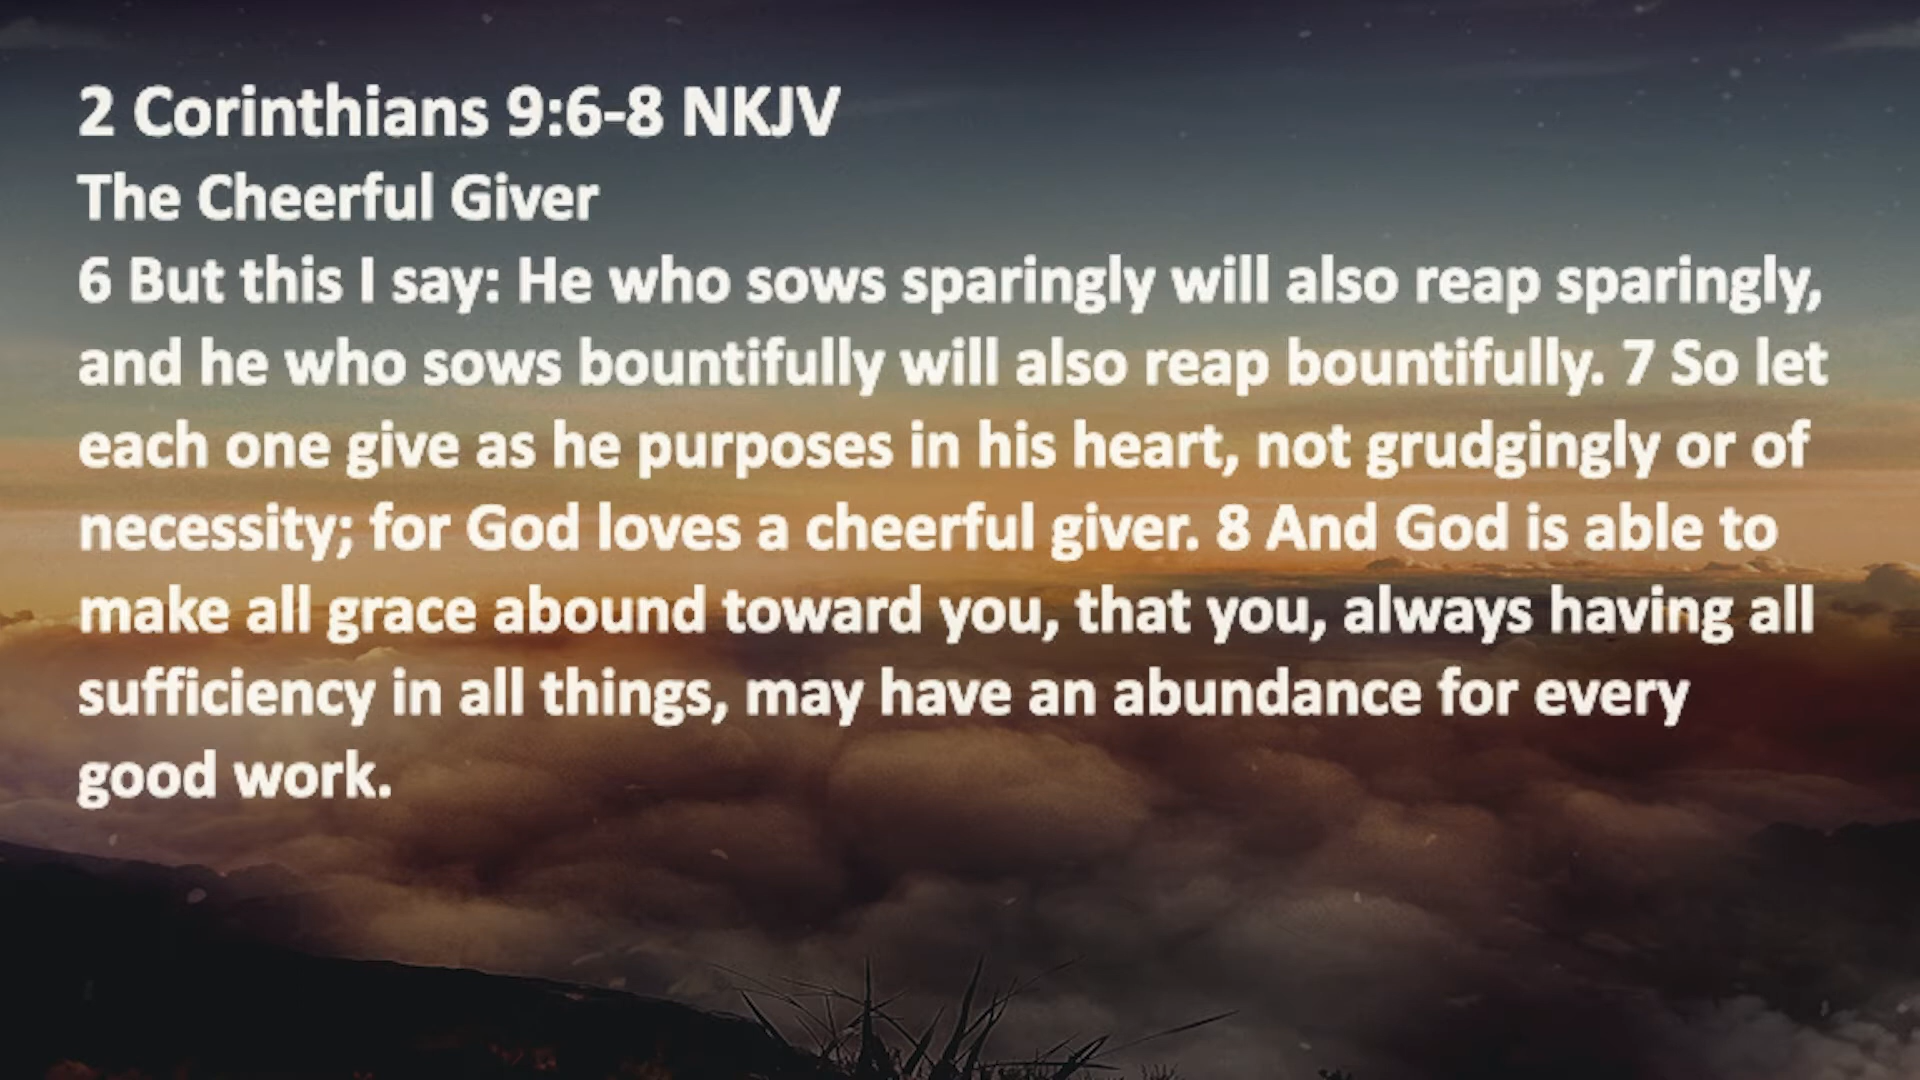 2 Corinthians 9:6-8 NKJV
The Cheerful Giver
6 But this I say: He who sows sparingly will also reap sparingly,
and he who sows bountifully will also reap bountifully. 7 So let
each one give as he purposes in his heart, not grudgingly or of
necessity; for God loves a cheerful giver. 8 And God is able to
make all grace abound toward you, that you, always having all
sufficiency in all things, may have an abundance for every
good work.